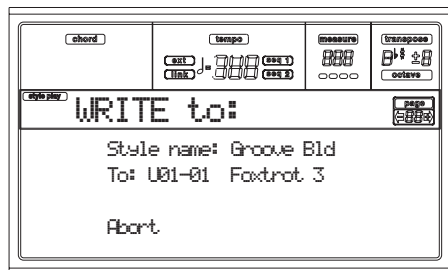 chord tempo measure transpose
ext seq 1
link seq 2
octave
style play
WRITE to: page
Style name: Groove Bld
To: U01-01 Foxtrot 3
Abort